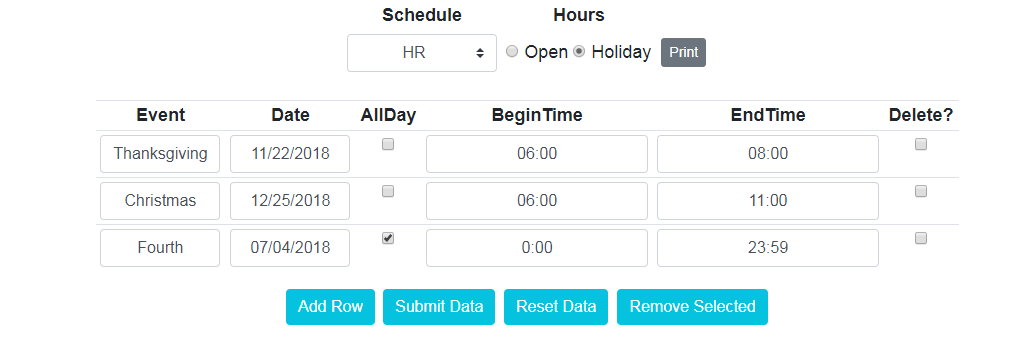 Schedule Hours
HR Open Holiday Print
Event Date AllDay BeginTime EndTime Delete?
Thanksgiving 11/22/2018 06:00 08:00
Christmas 12/25/2018 06:00 11:00
Fourth 07/04/2018 0:00 23:59
Add Row Submit Data Reset Data Remove Selected